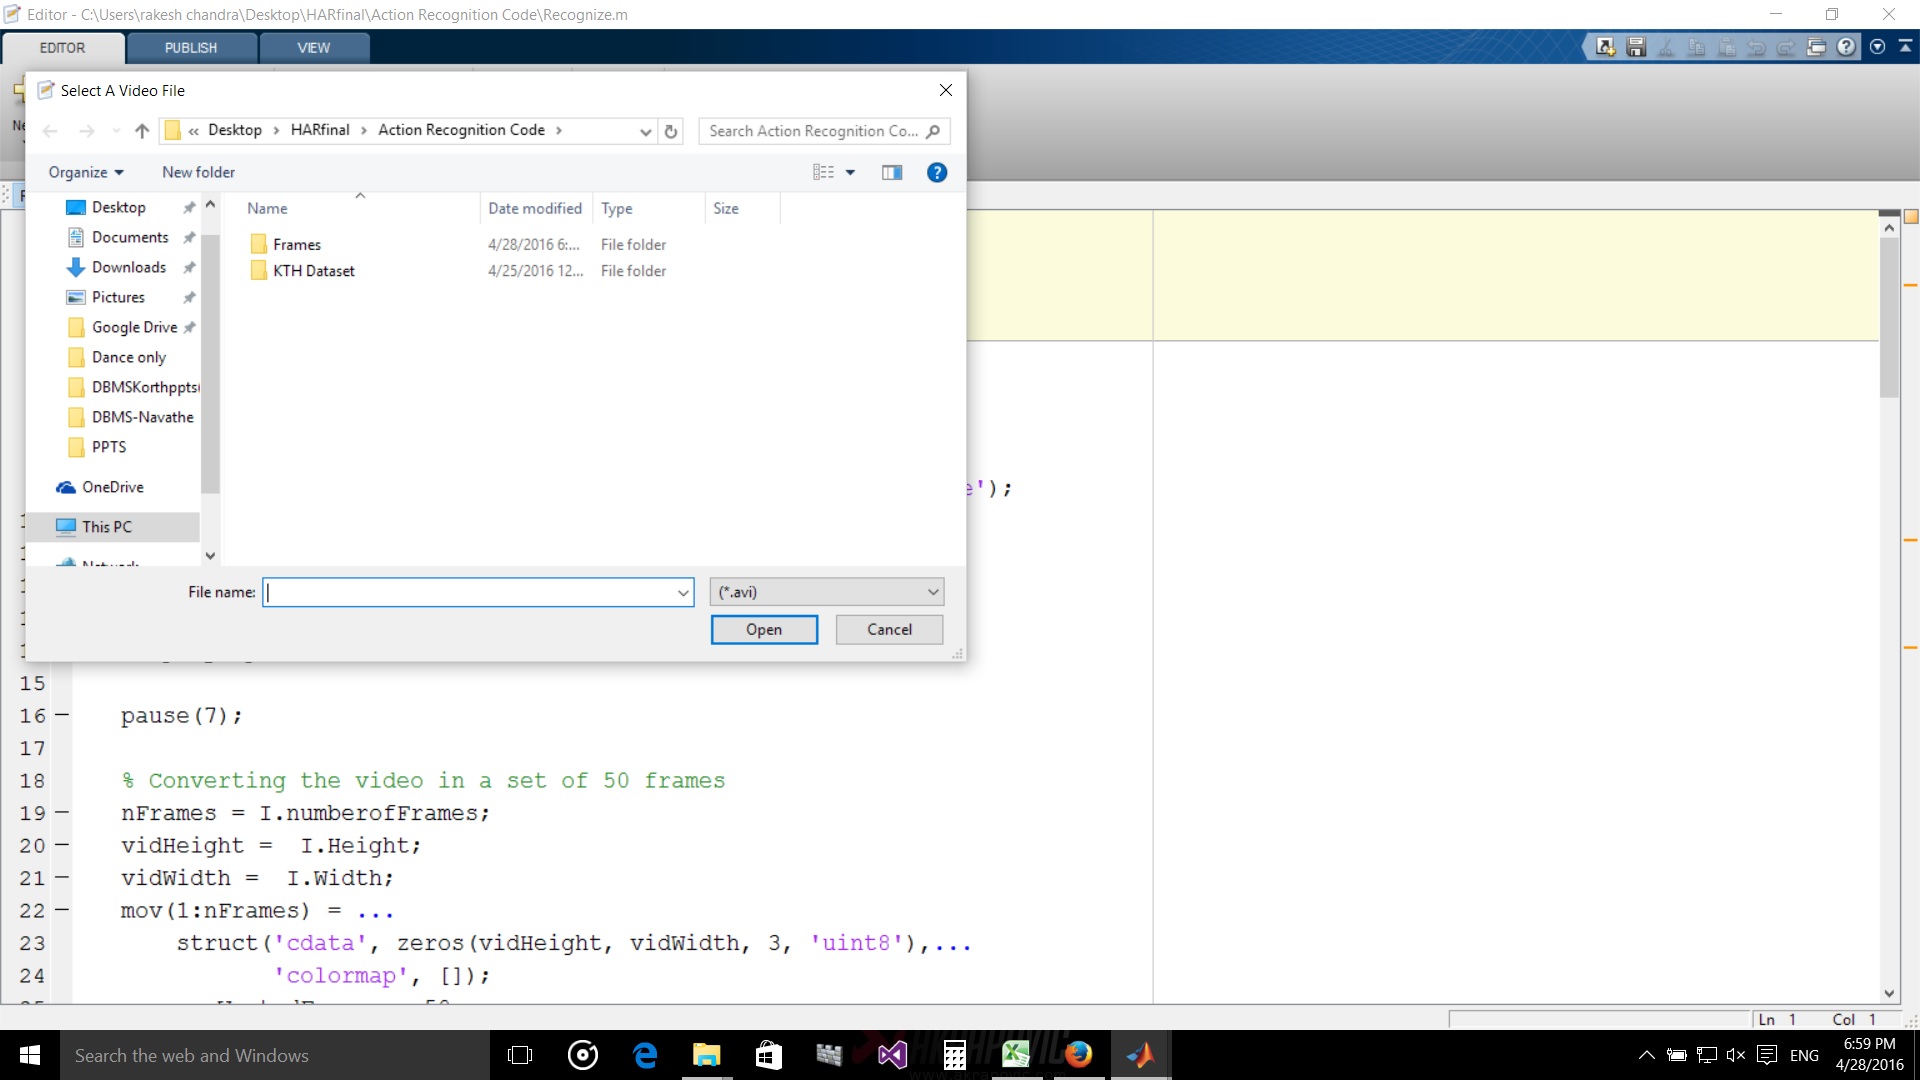 Editor - C:\Users\rakesh chandra\Desktop\HARfinal\Action Recognition Code\Recognize.m
EDITOR PUBLISH VIEW
Select A Video File
« Desktop › HARfinal › Action Recognition Code ›
Search Action Recognition Co...
Organize New folder
Name Date modified Type Size
Frames 4/28/2016 6:... File folder
KTH Dataset 4/25/2016 12... File folder
Desktop
Documents
Downloads
Pictures
Google Drive
Dance only
DBMSKorthppts(
DBMS-Navathe
PPTS
OneDrive
This PC
Network
File name: (*.avi)
Open Cancel
e');
15
16 – pause(7);
17
18 % Converting the video in a set of 50 frames
19 – nFrames = I.numberofFrames;
20 – vidHeight = I.Height;
21 – vidWidth = I.Width;
22 – mov(1:nFrames) = ...
23 struct('cdata', zeros(vidHeight, vidWidth, 3, 'uint8'),...
24 'colormap', []);
Ln 1 Col 1
Search the web and Windows
ENG
6:59 PM
4/28/2016